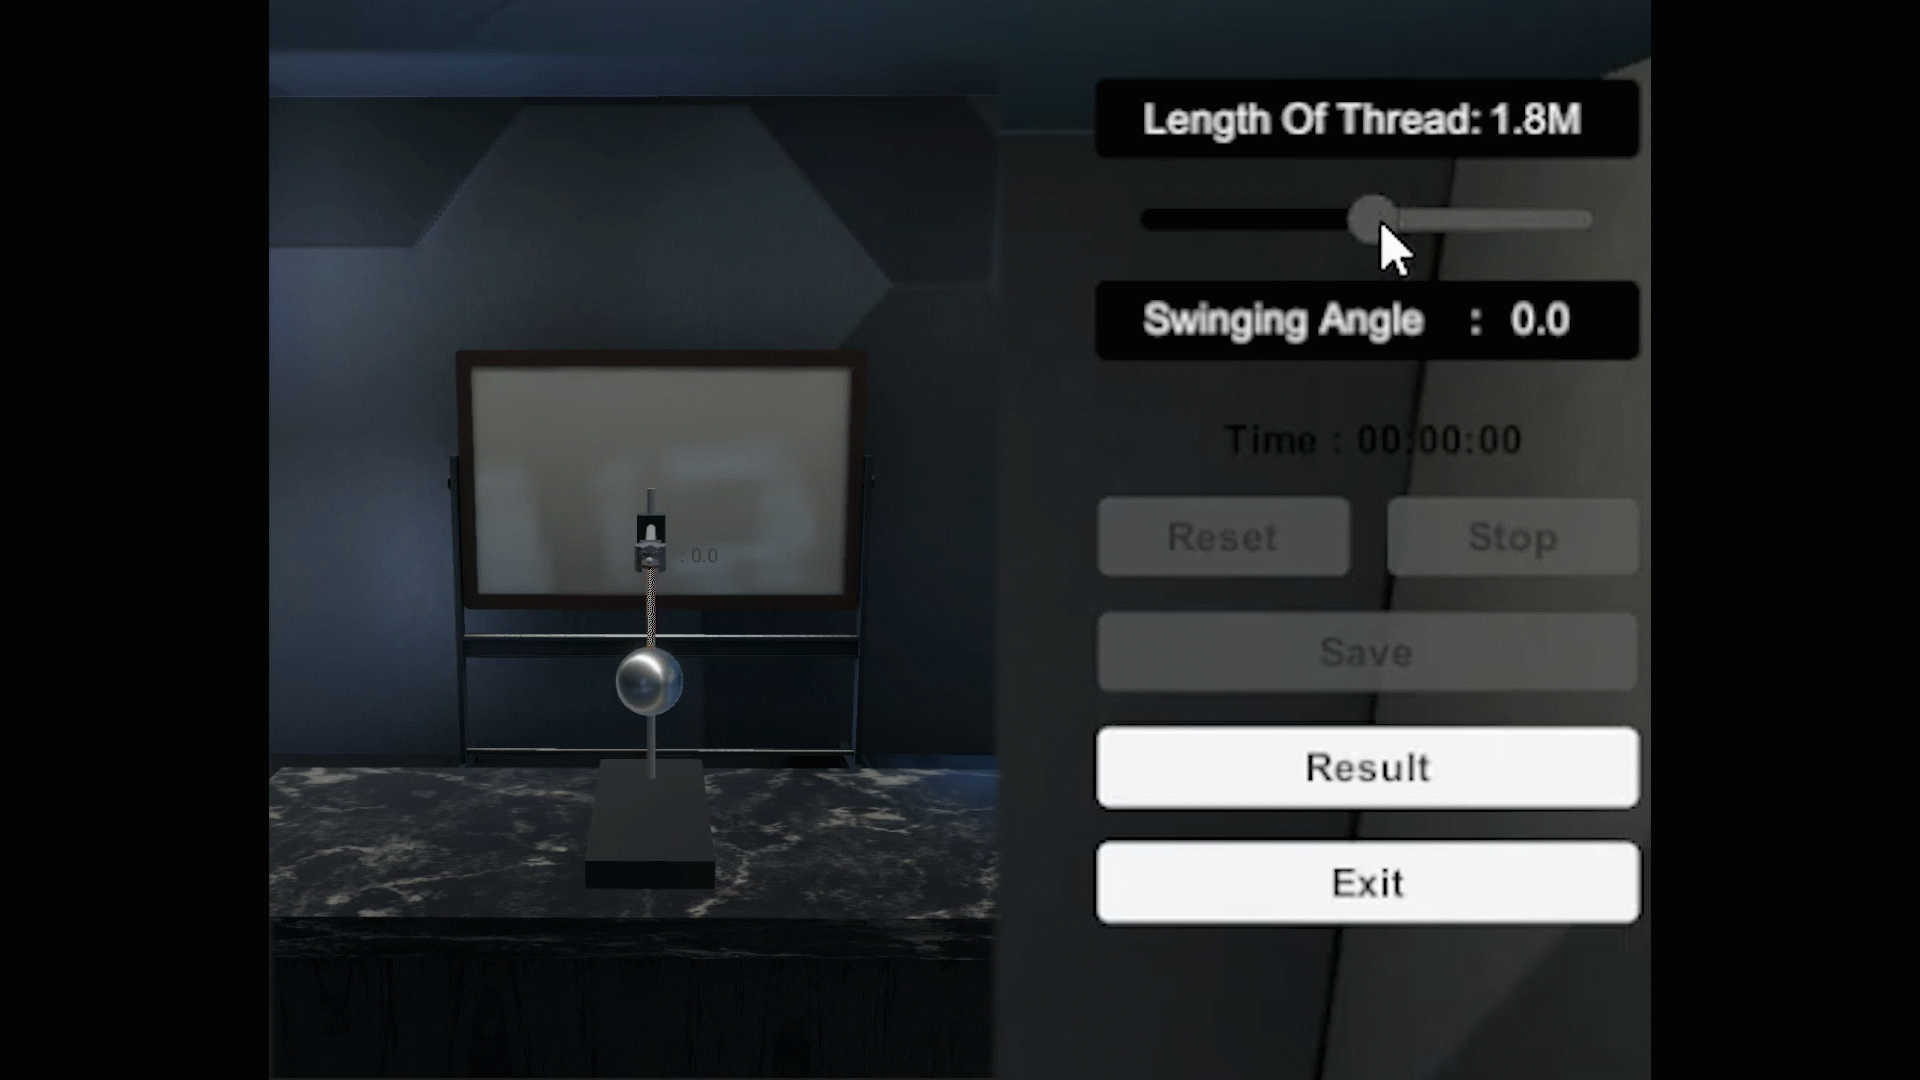 Length Of Thread: 1.8M
Swinging Angle : 0.0
Time : 00:00:00
: 0.0
Reset Stop
Save
Result
Exit